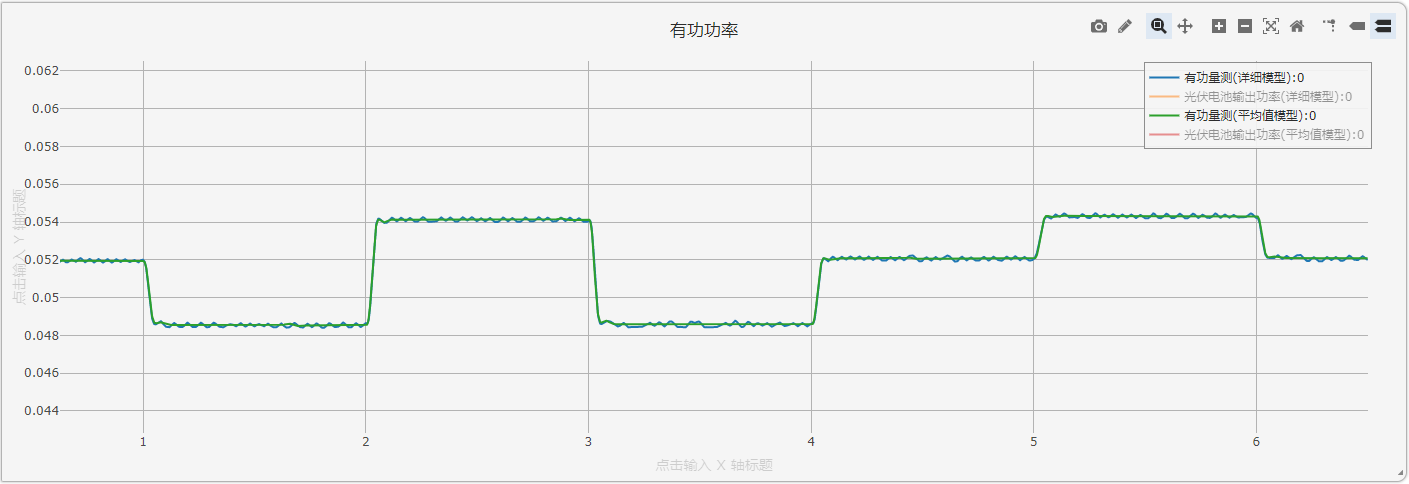 有功功率
有功量测(详细模型):0
光伏电池输出功率(详细模型):0
有功量测(平均值模型):0
光伏电池输出功率(平均值模型):0
0.062
0.06
0.058
0.056
0.054
0.052
0.05
0.048
0.046
0.044
点击输入 Y 轴标题
1
2
3
4
5
6
点击输入 X 轴标题